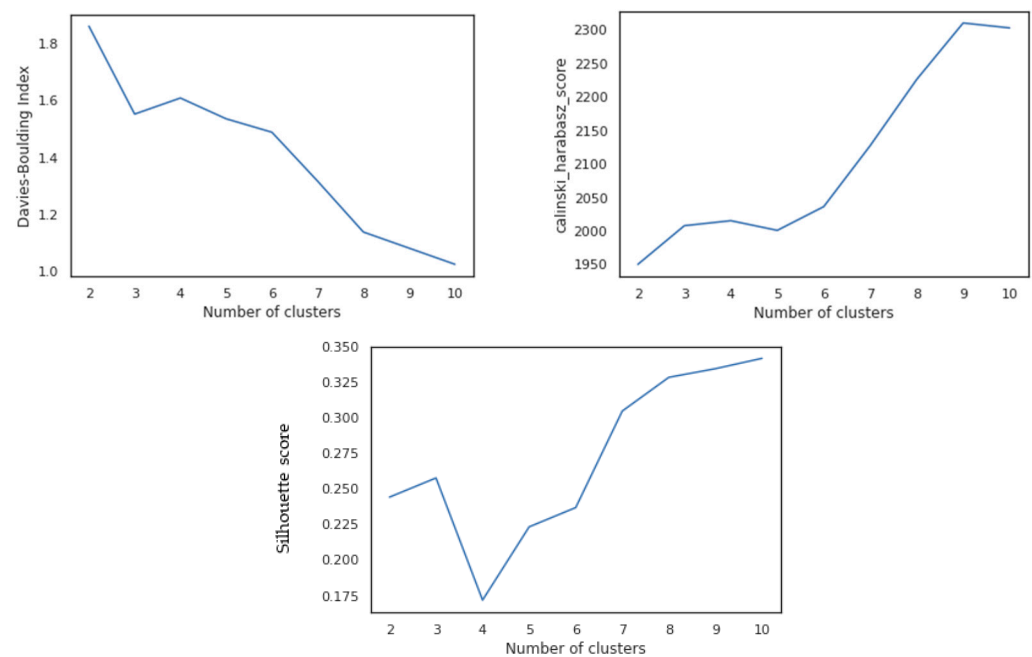 Davies-Boulding Index
1.8
1.6
1.4
1.2
1.0
2 3 4 5 6 7 8 9 10
Number of clusters
calinski_harabasz_score
2300
2250
2200
2150
2100
2050
2000
1950
2 3 4 5 6 7 8 9 10
Number of clusters
Silhouette score
0.350
0.325
0.300
0.275
0.250
0.225
0.200
0.175
2 3 4 5 6 7 8 9 10
Number of clusters